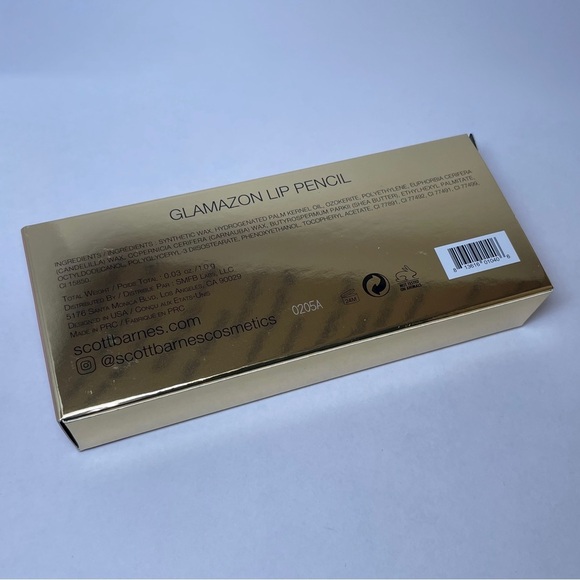 GLAMAZON LIP PENCIL
INGREDIENTS / INGREDIENTS : SYNTHETIC WAX, HYDROGENATED PALM KERNEL OIL, OZOKERITE, POLYETHYLENE, EUPHORBIA CERIFERA
(CANDELILLA) WAX, COPERNICIA CERIFERA (CARNAUBA) WAX, BUTYROSPERMUM PARKII (SHEA BUTTER), ETHYLHEXYL PALMITATE,
OCTYLDODECANOL, POLYGLYCERYL 3 DIISOSTEARATE, PHENOXYETHANOL, TOCOPHERYL ACETATE, CI 77891, CI 77492, CI 77491, CI 77499,
CI 15850
TOTAL WEIGHT / POIDS TOTAL : 0.03 OZ / 1.0 g
DISTRIBUTED BY / DISTRIBUÉ PAR : SMFB LABS, LLC
5176 SANTA MONICA BLVD, LOS ANGELES, CA 90029
DESIGNED IN USA / CONÇU AUX ÉTATS-UNIS
MADE IN PRC / FABRIQUÉ EN PRC
scottbarnes.com
@scottbarnescosmetics
0205A
24M